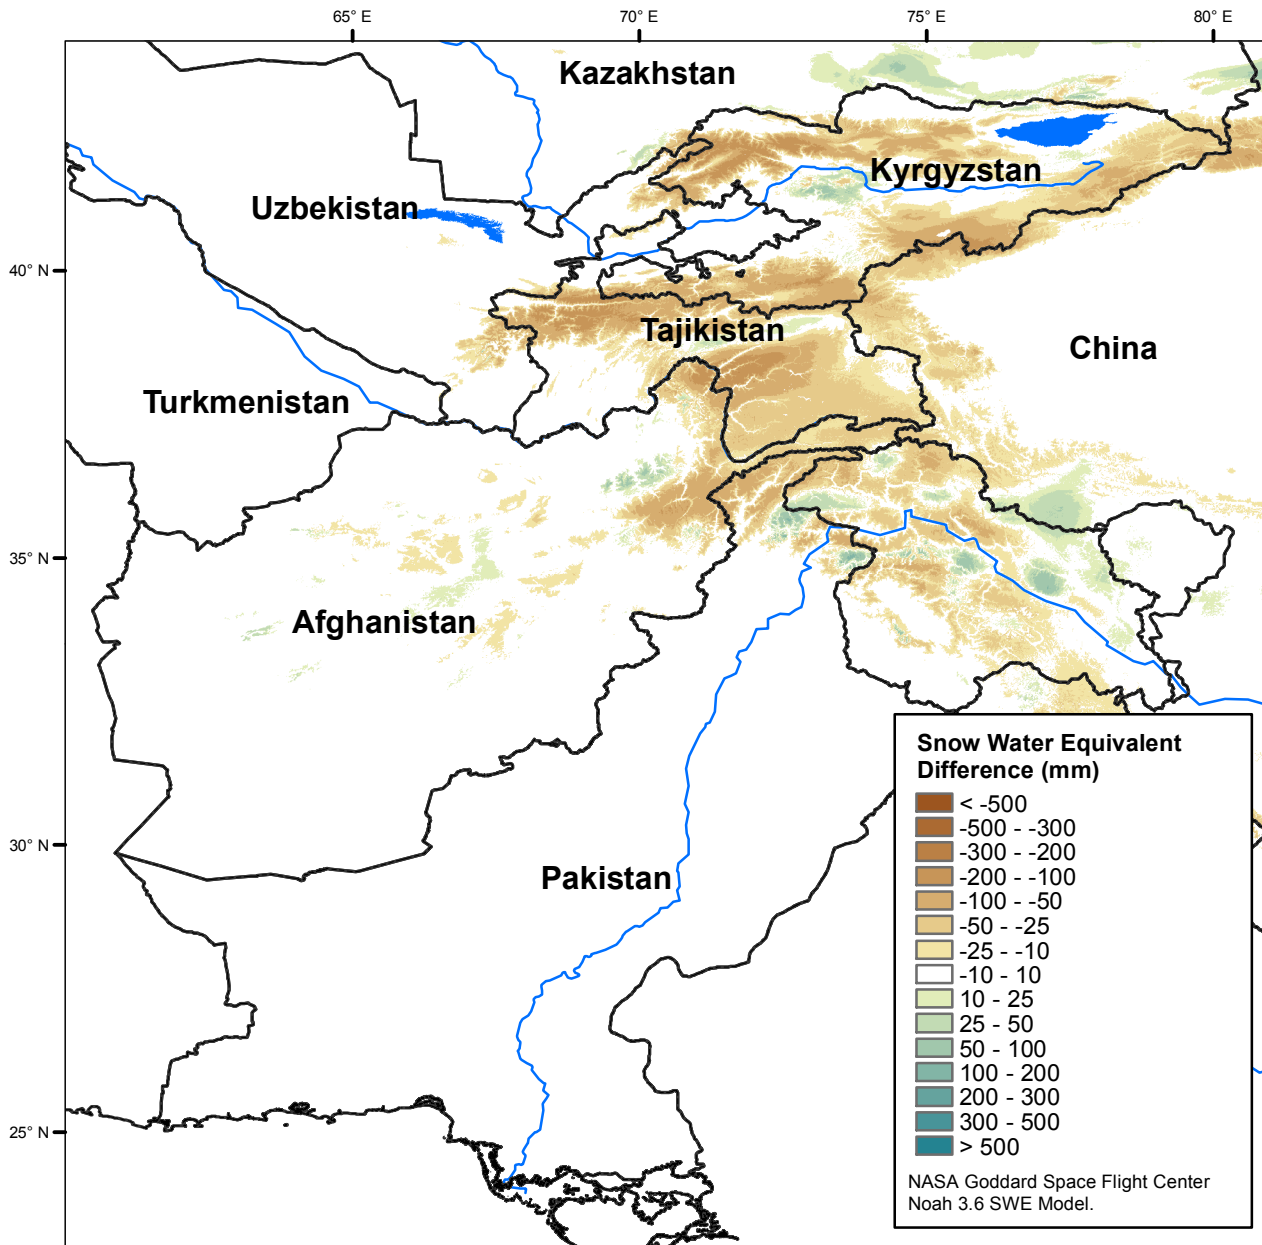 65° E
70° E
75° E
80° E
Kazakhstan
Kyrgyzstan
Uzbekistan
40° N
Tajikistan
China
Turkmenistan
35° N
Afghanistan
30° N
Pakistan
25° N
Snow Water Equivalent
Difference (mm)
< -500
-500 - -300
-300 - -200
-200 - -100
-100 - -50
-50 - -25
-25 - -10
-10 - 10
10 - 25
25 - 50
50 - 100
100 - 200
200 - 300
300 - 500
> 500
NASA Goddard Space Flight Center
Noah 3.6 SWE Model.